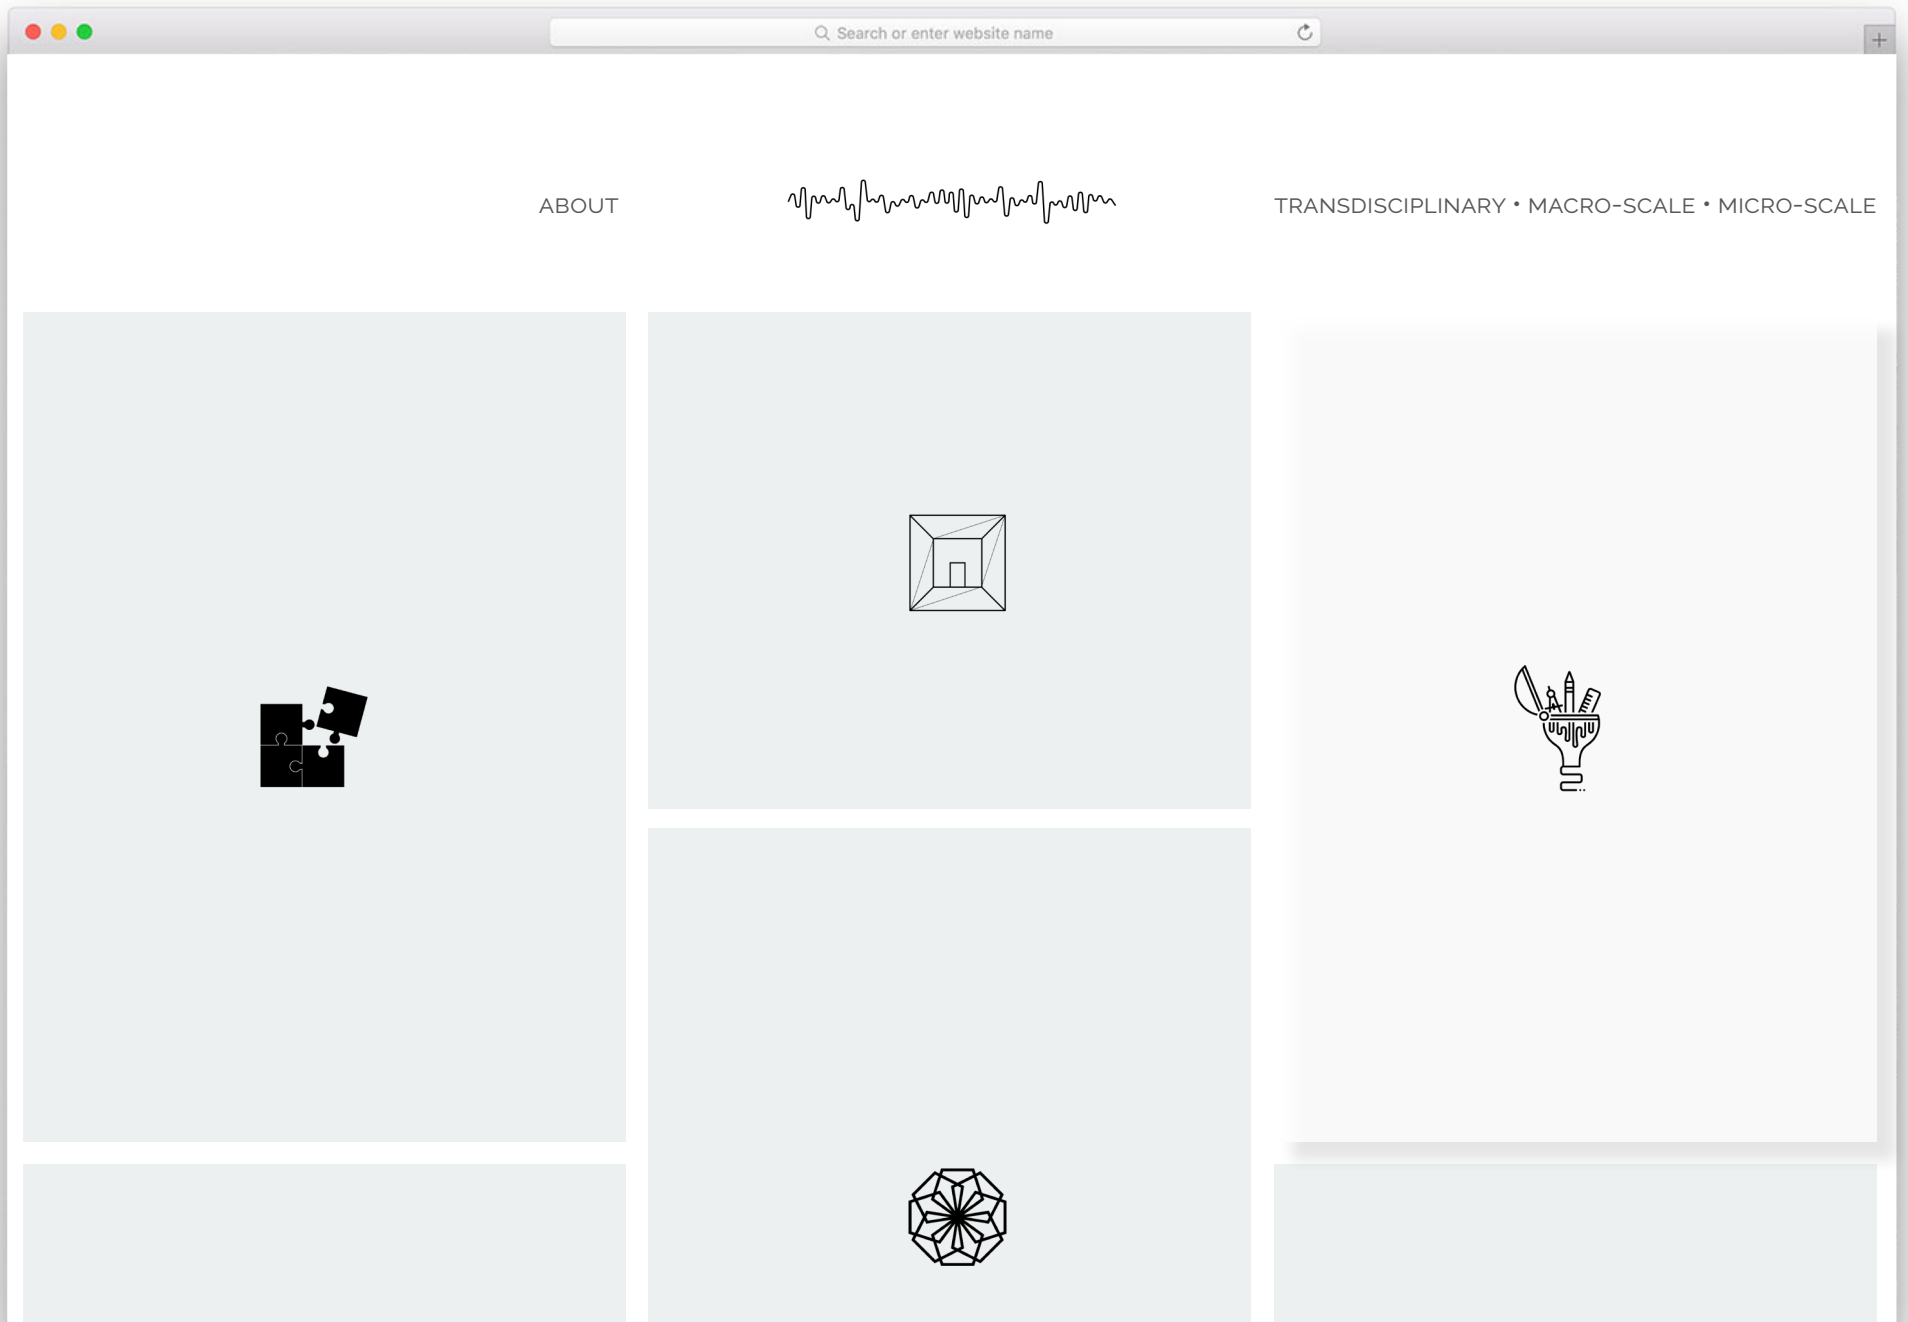 Search or enter website name
ABOUT
TRANSDISCIPLINARY • MACRO-SCALE • MICRO-SCALE